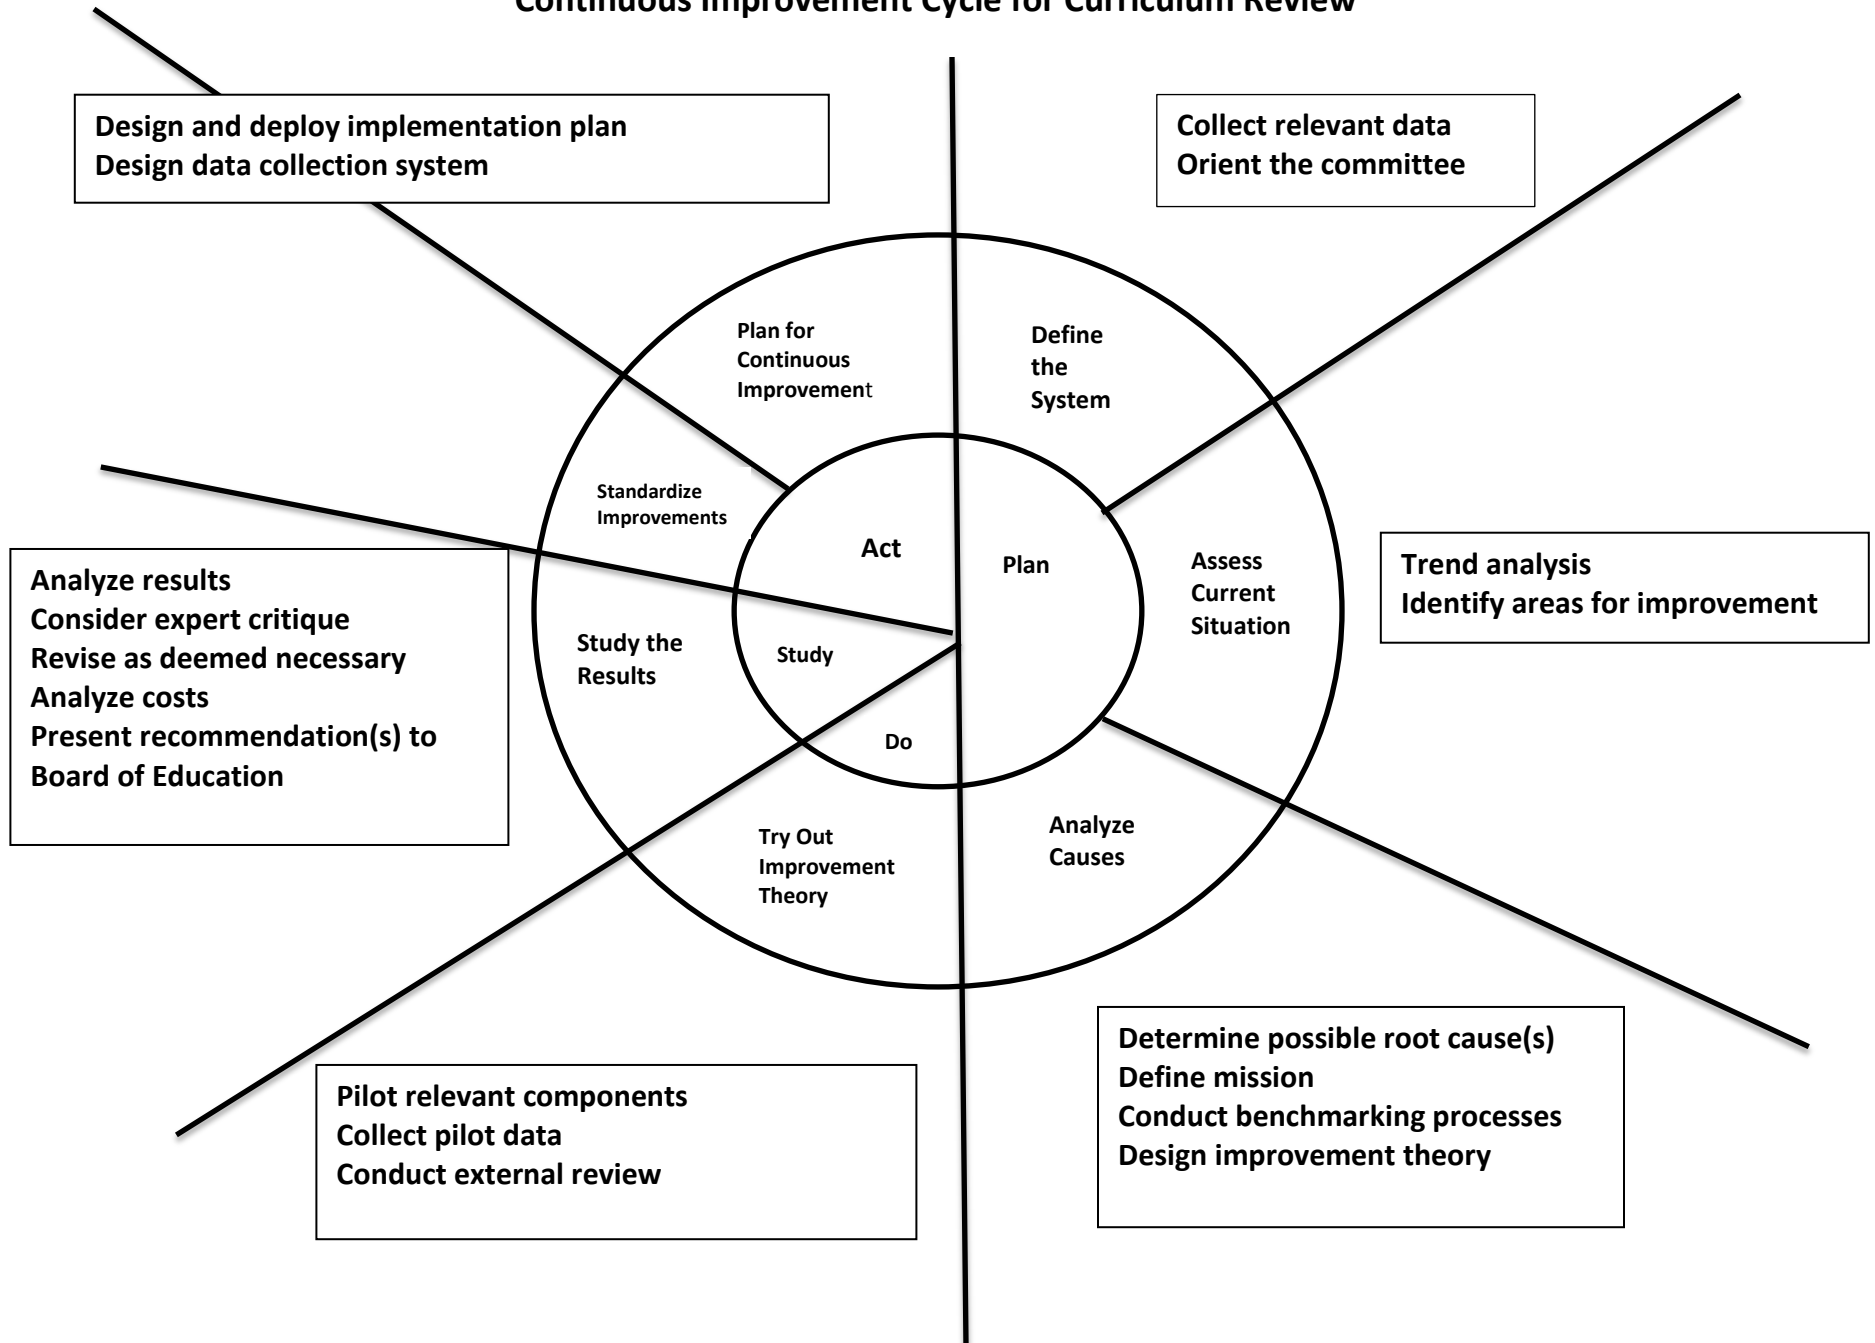 Continuous Improvement Cycle for Curriculum Review
Design and deploy implementation plan
Design data collection system
Collect relevant data
Orient the committee
Plan for
Continuous
Improvement
Define
the
System
Standardize
Improvements
Act
Plan
Assess
Current
Situation
Trend analysis
Identify areas for improvement
Analyze results
Consider expert critique
Revise as deemed necessary
Analyze costs
Present recommendation(s) to
Board of Education
Study the
Results
Study
Do
Try Out
Improvement
Theory
Analyze
Causes
Pilot relevant components
Collect pilot data
Conduct external review
Determine possible root cause(s)
Define mission
Conduct benchmarking processes
Design improvement theory